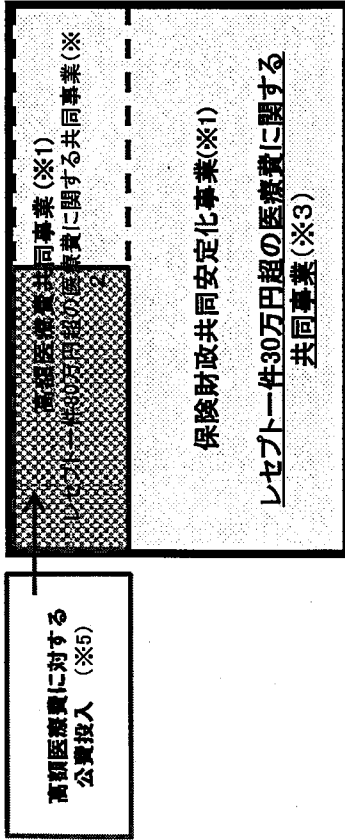 高額医療費に対する
公費投入 (※5)
高額医療費共同事業(※1)
レセプト一件80万円超の医療費に関する共同事業(※
2
保険財政共同安定化事業(※1)
レセプト一件30万円超の医療費に関する
共同事業(※3)